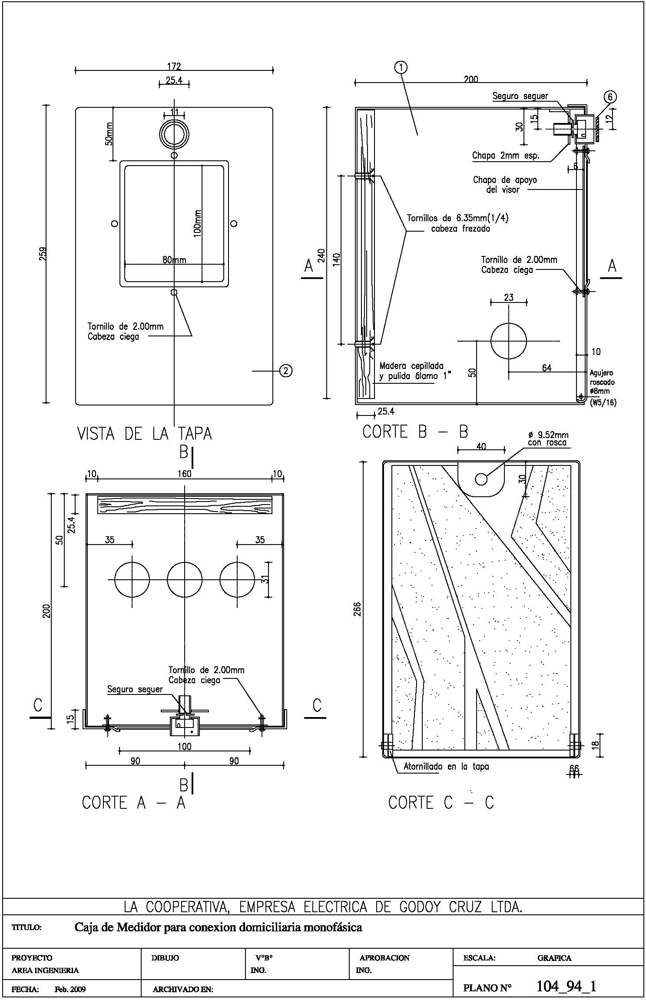 172
25.4
11
50mm
259
100mm
80mm
Tornillo de 2.00mm
Cabeza ciega
2
VISTA DE LA TAPA
1
200
Seguro seguer
6
15
30
12
Chapa 2mm esp.
6
Chapa de apoyo
del visor
Tornillos de 6.35mm(1/4)
cabeza frezada
240
140
A
A
Tornillo de 2.00mm
Cabeza ciega
23
10
64
50
Madera cepillada
y pulida álamo 1"
Agujero
roscado
ø8mm
(W5/16)
25.4
CORTE B - B
B
10
160
10
25.4
50
35
35
31
200
Tornillo de 2.00mm
Cabeza ciega
Seguro seguer
C
C
15
100
90
90
B
CORTE A - A
ø 9.52mm
con rosca
40
30
266
18
Atornillado en la tapa
66
CORTE C - C
LA COOPERATIVA, EMPRESA ELECTRICA DE GODOY CRUZ LTDA.
TITULO: Caja de Medidor para conexion domiciliaria monofásica
PROYECTO
AREA INGENIERIA
DIBUJO
V°B°
ING.
APROBACION
ING.
ESCALA: GRAFICA
FECHA: Feb. 2009
ARCHIVADO EN:
PLANO N° 104_94_1